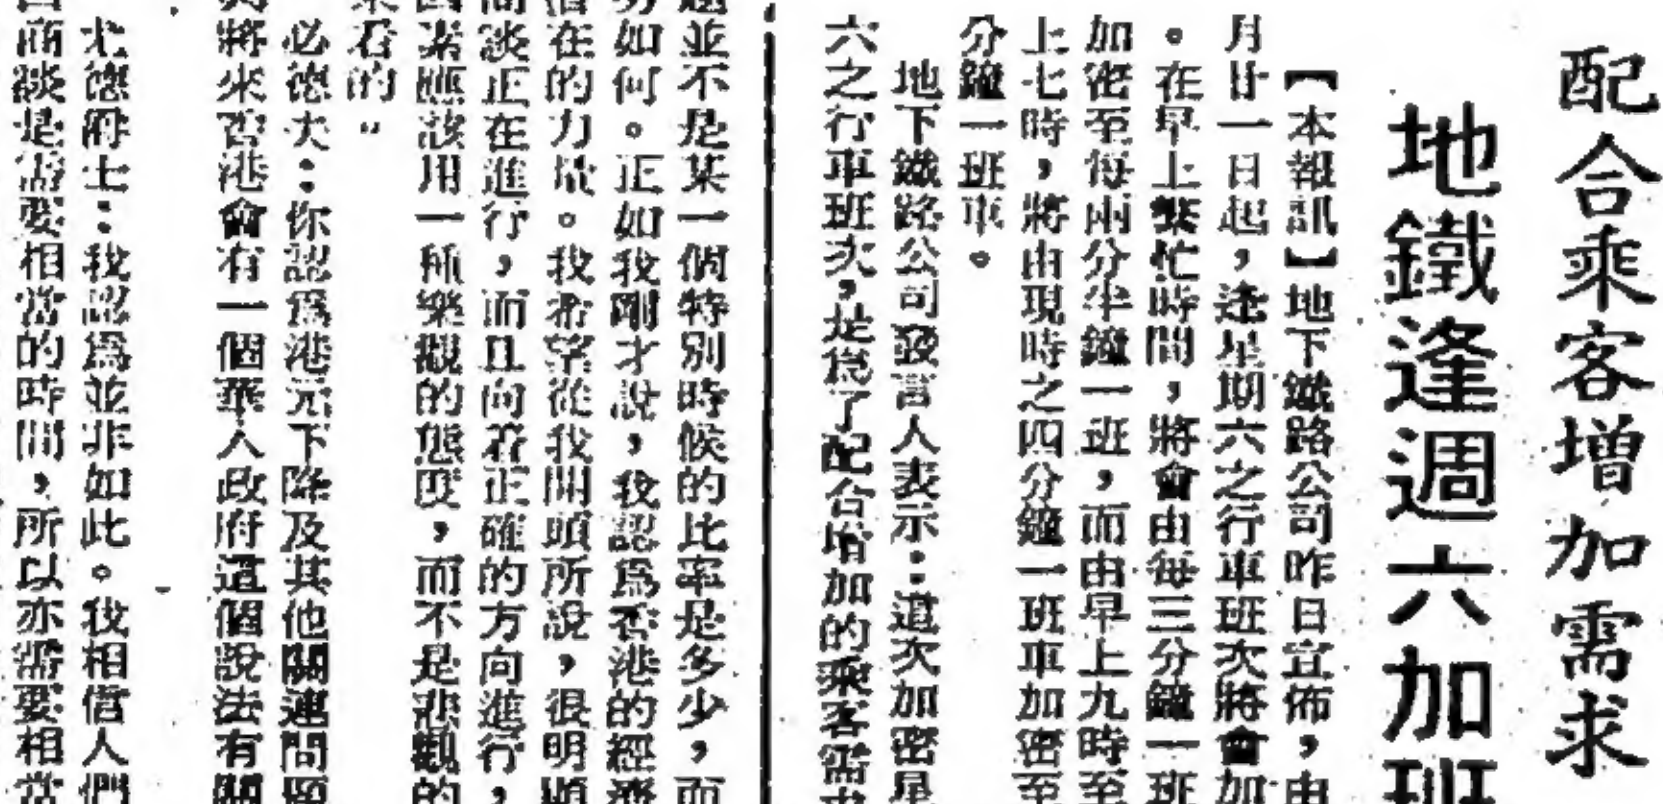 配合乘客增加需求
地鐵逢週六加班
【本報訊】地下鐵路公司昨日宣佈，由
月廿一日起，逢星期六之行車班次將會加
。在早上繁忙時間，將會由每三分鐘一班
加密至每兩分半鐘一班，而由早上九時至
上七時，將由現時之四分鐘一班車加密至
分鐘一班車。
地下鐵路公司發言人表示：這次加密星
六之行車班次，是為了配合增加的乘客需求
並不是某一個特別時候的比率是多少，而
如何。正如我剛才說，我認為香港的經濟
在的力量。我希望從我開頭所說，很明顯
談正在進行，而且向着正確的方向進行，
素應該用一種樂觀的態度，而不是悲觀的
看的"
必德夫：你認為港元下降及其他關連問題
將來香港會有一個華人政府這個說法有關
尤德爵士：我認為並非如此。我相信人們
商談是需要相當的時間，所以亦需要相當